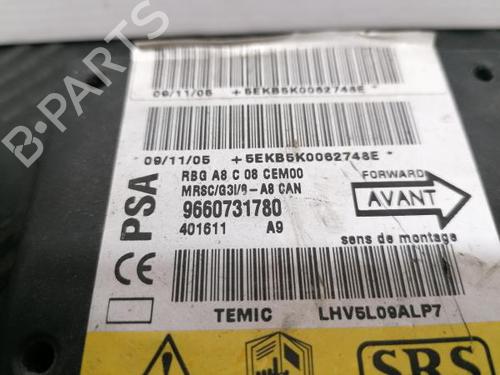 B-PARTS
09/11/05 +5EKB5K0062748E*
09/11/05 +5EKB5K0062748E*
RBG A8 C 08 CEM00
MRSC/G3I/9-A8 CAN
9660731780
401611 A9
PSA
CE
FORWARD
AVANT
sens de montage
TEMIC LHV5L09ALP7
SRS